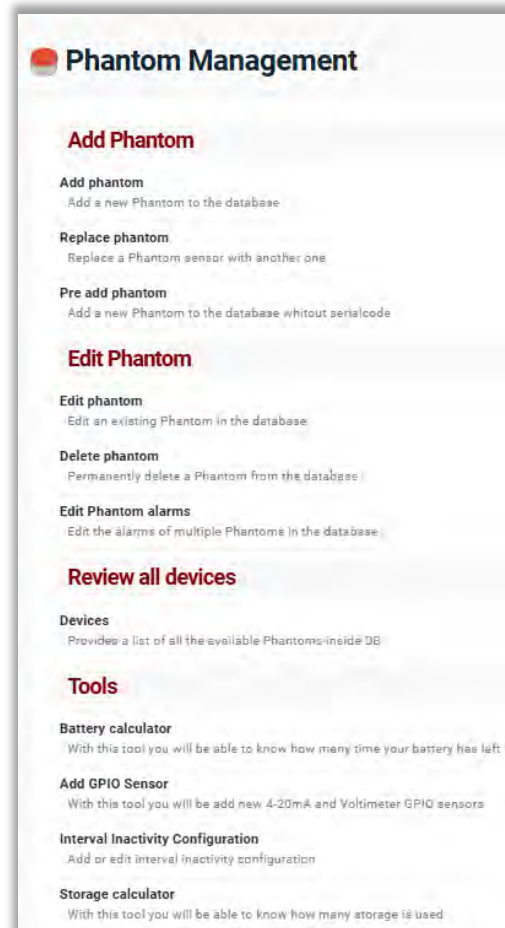 Phantom Management
Add Phantom
Add phantom
Add a new Phantom to the database
Replace phantom
Replace a Phantom sensor with another one
Pre add phantom
Add a new Phantom to the database whitout serialcode
Edit Phantom
Edit phantom
Edit an existing Phantom in the database
Delete phantom
Permanently delete a Phantom from the database
Edit Phantom alarms
Edit the alarms of multiple Phantoms in the database
Review all devices
Devices
Provides a list of all the available Phantoms inside DB
Tools
Battery calculator
With this tool you will be able to know how many time your battery has left
Add GPIO Sensor
With this tool you will be add new 4-20mA and Voltimeter GPIO sensors
Interval Inactivity Configuration
Add or edit interval inactivity configuration
Storage calculator
With this tool you will be able to know how many storage is used